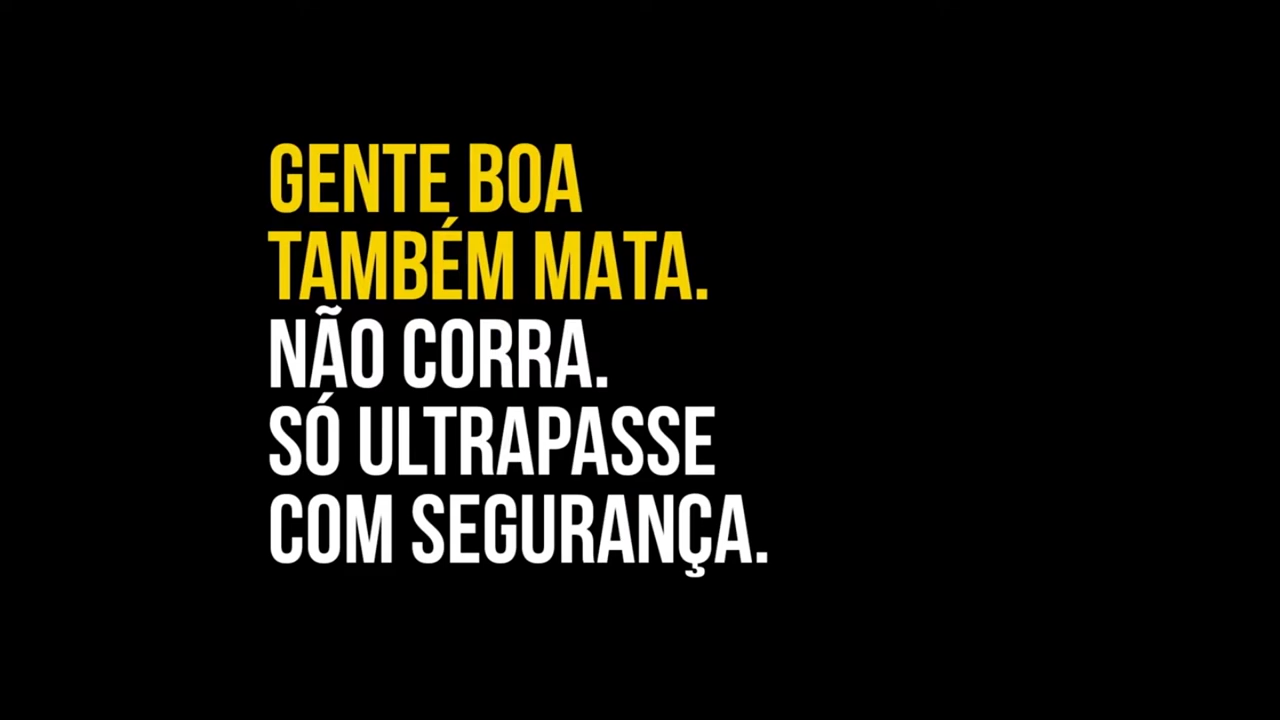 GENTE BOA
TAMBÉM MATA.
NÃO CORRA.
SÓ ULTRAPASSE
COM SEGURANÇA.